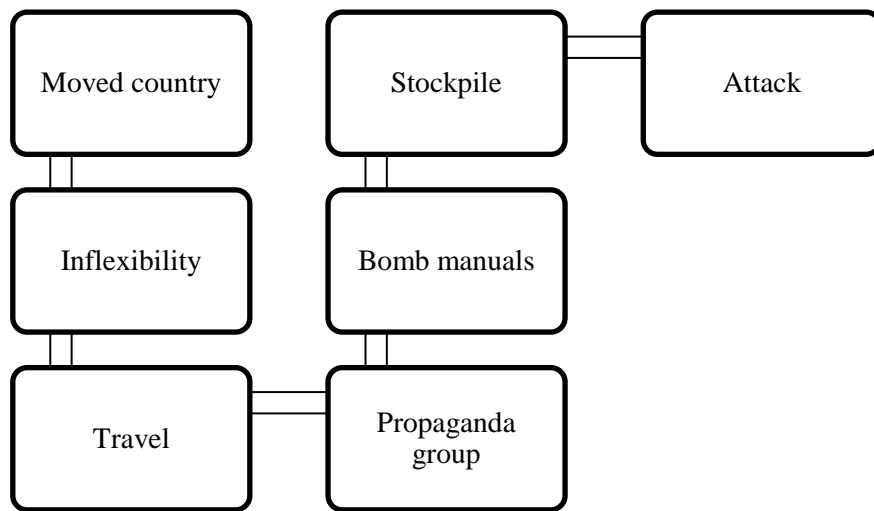 Moved country
Inflexibility
Travel
Propaganda
group
Bomb manuals
Stockpile
Attack